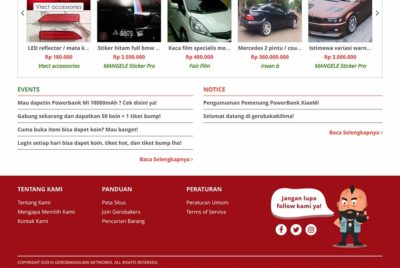 Vtect accessories
LED reflector / mata k...
Rp 180.000
Vtect accessories
Stiker hitam full bmw ...
Rp 2.500.000
MANGELE Sticker Pro
Kaca film specialis mo...
Rp 400.000
Faiz Film
Mercedes 2 pintu / cou...
Rp 360.000.000
irwan b
Istimewa variasi warn...
Rp 3.000.000
MANGELE Sticker Pro
EVENTS
Mau dapetin Powerbank Mi 10000mAh ? Cek disini ya!
Gabung sekarang dan dapatkan 50 koin + 1 tiket bump!
Cuma buka item bisa dapet koin? Mau banget!
Login setiap hari bisa dapet koin, tiket hot, dan tiket bump lho!
Baca Selengkapnya ›
NOTICE
Pengumuman Pemenang PowerBank XiaoMi
Selamat datang di gerobakaklima!
Baca Selengkapnya ›
TENTANG KAMI
Tentang Kami
Mengapa Memilih Kami
Kontak Kami
PANDUAN
Peta Situs
Join Gerobakers
Pencarian Barang
PERATURAN
Peraturan Umum
Terms of Service
Jangan lupa
follow kami ya!
COPYRIGHT ©2016 GEROBAKAKLIMA NETWORKS. ALL RIGHTS RESERVED.